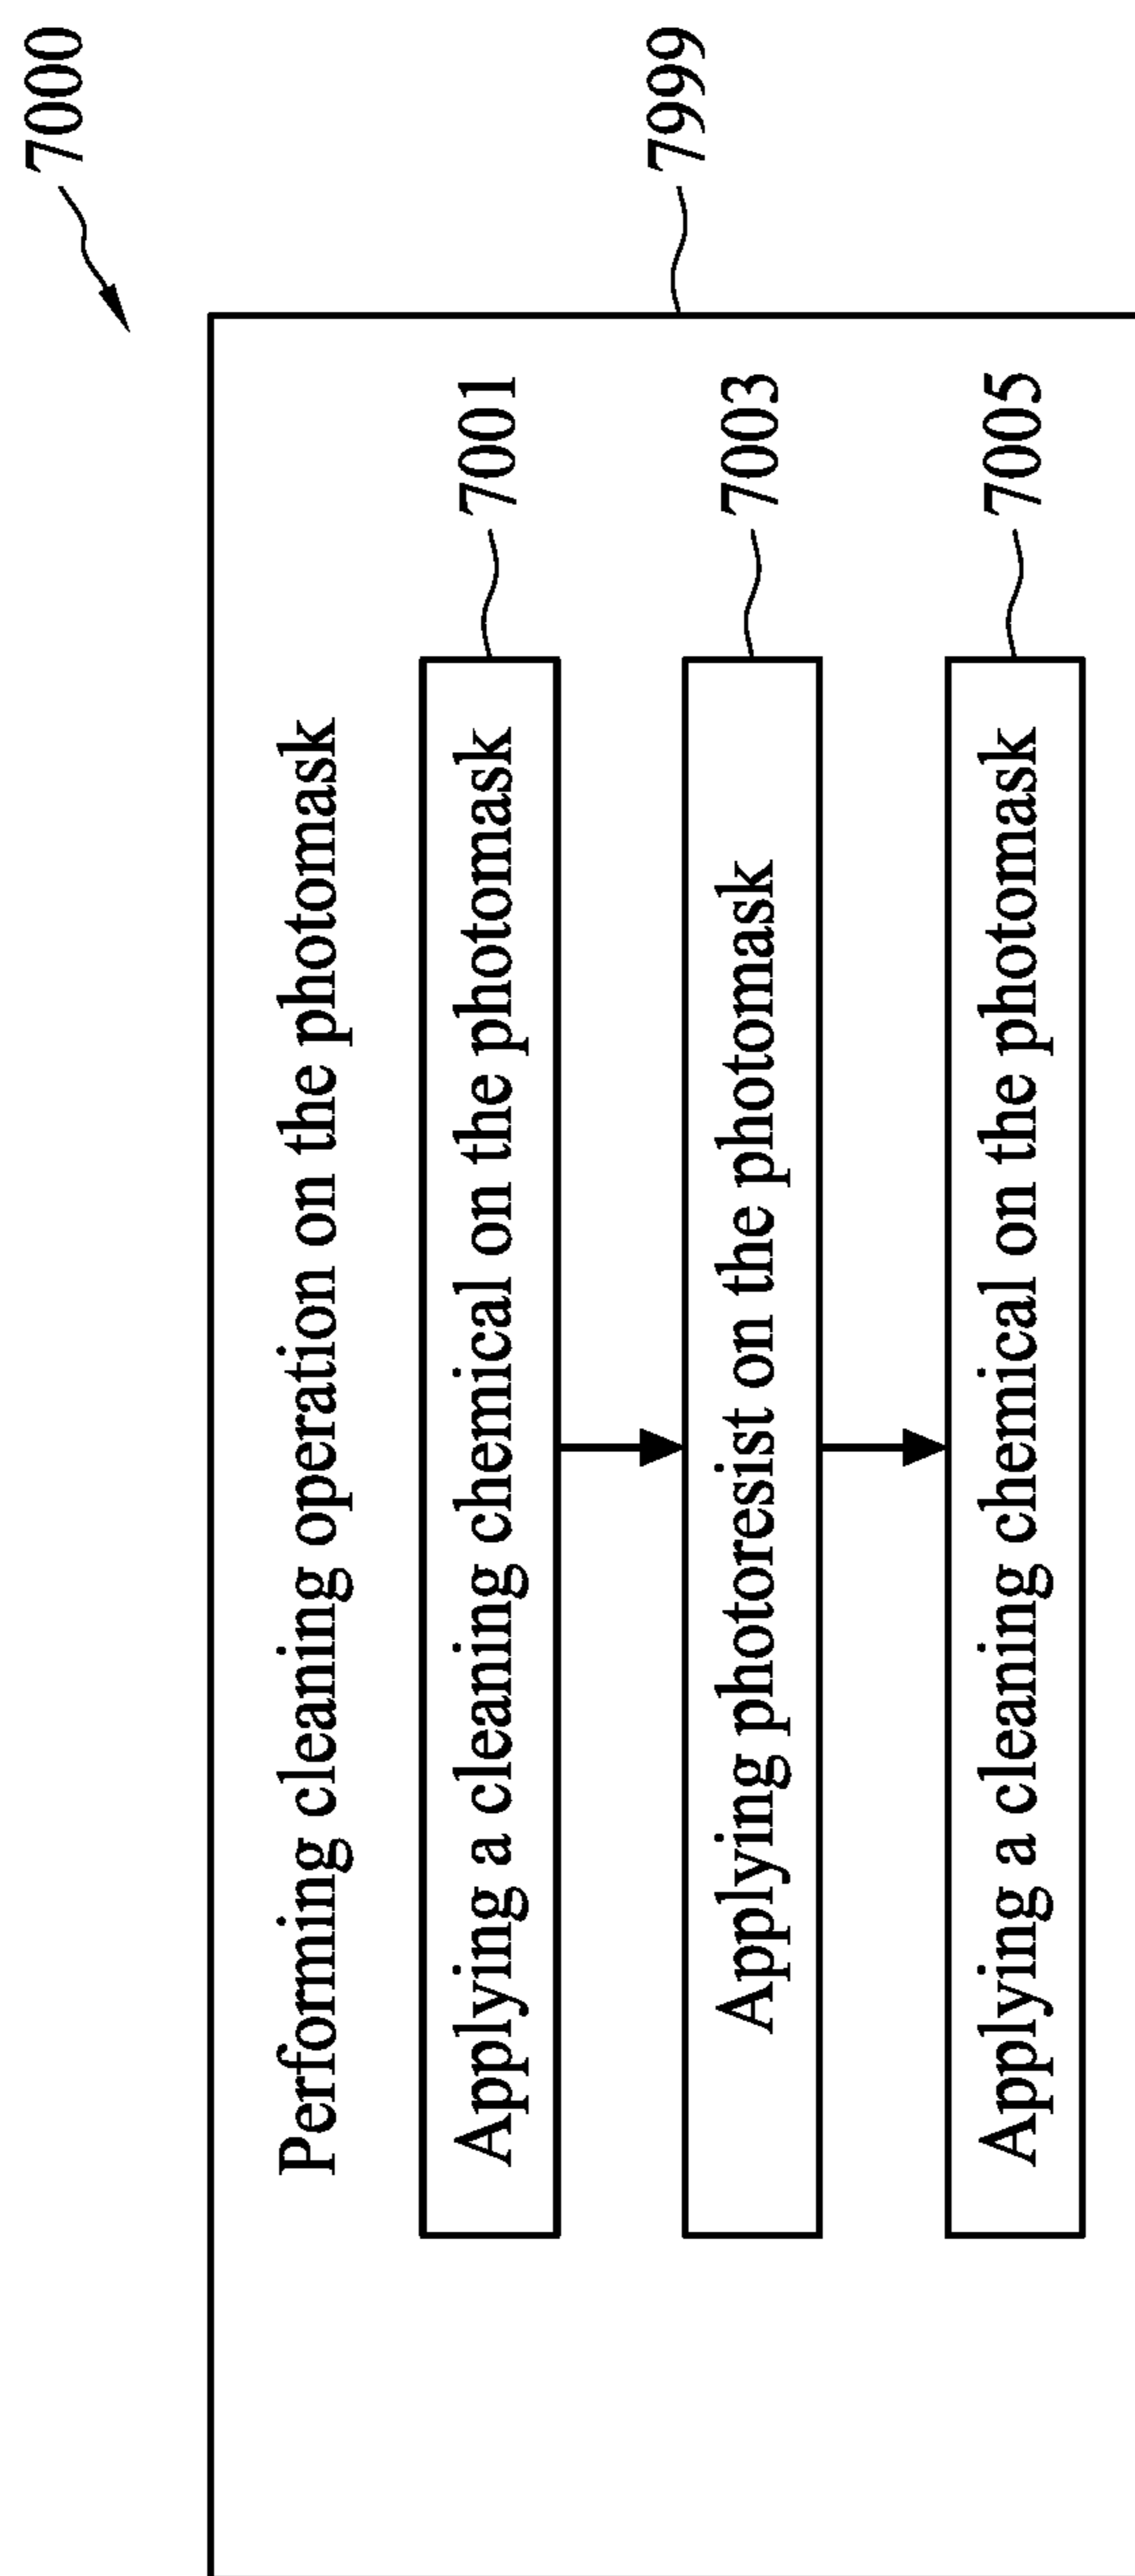 7000
7999
Performing cleaning operation on the photomask
7001
Applying a cleaning chemical on the photomask
7003
Applying photoresist on the photomask
7005
Applying a cleaning chemical on the photomask